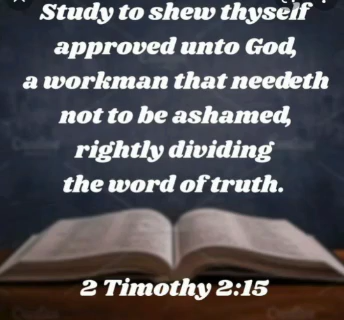 Study to shew thyself
approved unto God,
a workman that needeth
not to be ashamed,
rightly dividing
the word of truth.
2 Timothy 2:15